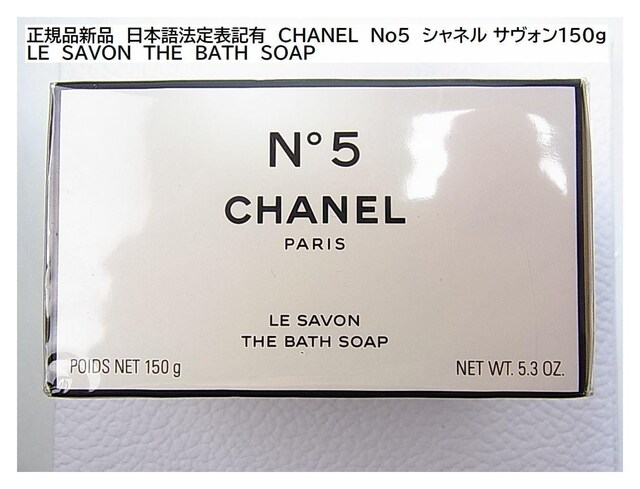 正規品新品 日本語法定表記有 CHANEL No5 シャネル サヴォン150g
LE SAVON THE BATH SOAP
N°5
CHANEL
PARIS
LE SAVON
THE BATH SOAP
POIDS NET 150 g
NET WT. 5.3 OZ.